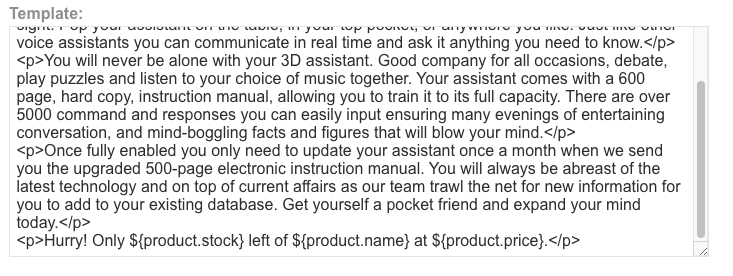 Template:
sight! Pop your assistant on the table, in your top pocket, or anywhere you like. Just like other
voice assistants you can communicate in real time and ask it anything you need to know.</p>
<p>You will never be alone with your 3D assistant. Good company for all occasions, debate,
play puzzles and listen to your choice of music together. Your assistant comes with a 600
page, hard copy, instruction manual, allowing you to train it to its full capacity. There are over
5000 command and responses you can easily input ensuring many evenings of entertaining
conversation, and mind-boggling facts and figures that will blow your mind.</p>
<p>Once fully enabled you only need to update your assistant once a month when we send
you the upgraded 500-page electronic instruction manual. You will always be abreast of the
latest technology and on top of current affairs as our team trawl the net for new information for
you to add to your existing database. Get yourself a pocket friend and expand your mind
today.</p>
<p>Hurry! Only ${product.stock} left of ${product.name} at ${product.price}.</p>